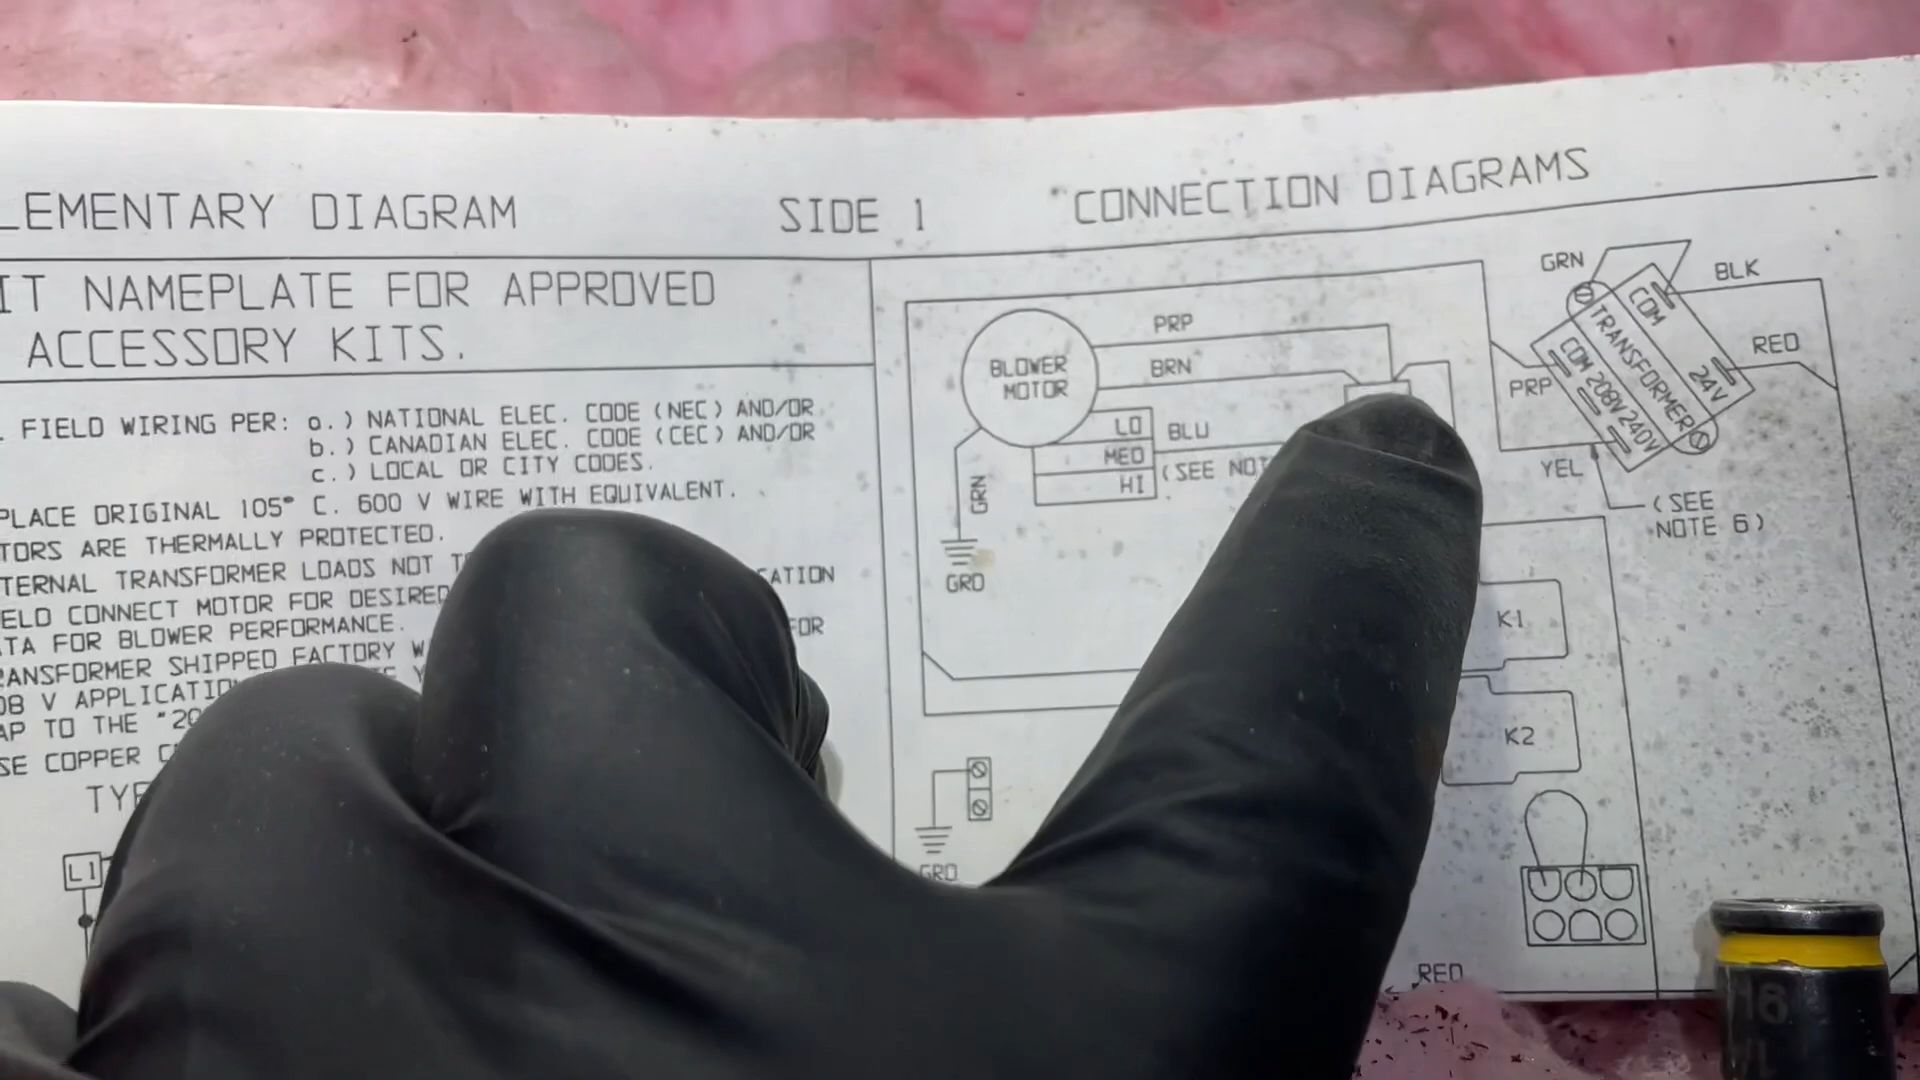 LEMENTARY DIAGRAM
SIDE 1
CONNECTION DIAGRAMS
IT NAMEPLATE FOR APPROVED
ACCESSORY KITS.
FIELD WIRING PER: a.) NATIONAL ELEC. CODE (NEC) AND/OR
b.) CANADIAN ELEC. CODE (CEC) AND/OR
c.) LOCAL OR CITY CODES.
PLACE ORIGINAL 105° C. 600 V WIRE WITH EQUIVALENT.
TORS ARE THERMALLY PROTECTED.
TERNAL TRANSFORMER LOADS NOT T
CATION
ELD CONNECT MOTOR FOR DESIRED
FOR
TA FOR BLOWER PERFORMANCE.
RANSFORMER SHIPPED FACTORY W
08 V APPLICATIO
AP TO THE "20
SE COPPER C
TYP
L1
BLOWER
MOTOR
PRP
BRN
LO
BLU
MED
(SEE NOT
HI
GRN
GRD
GRD
GRN
BLK
COM
RED
24V
TRANSFORMER
COM 208V 240V
PRP
YEL
(SEE
NOTE 6)
K1
K2
RED